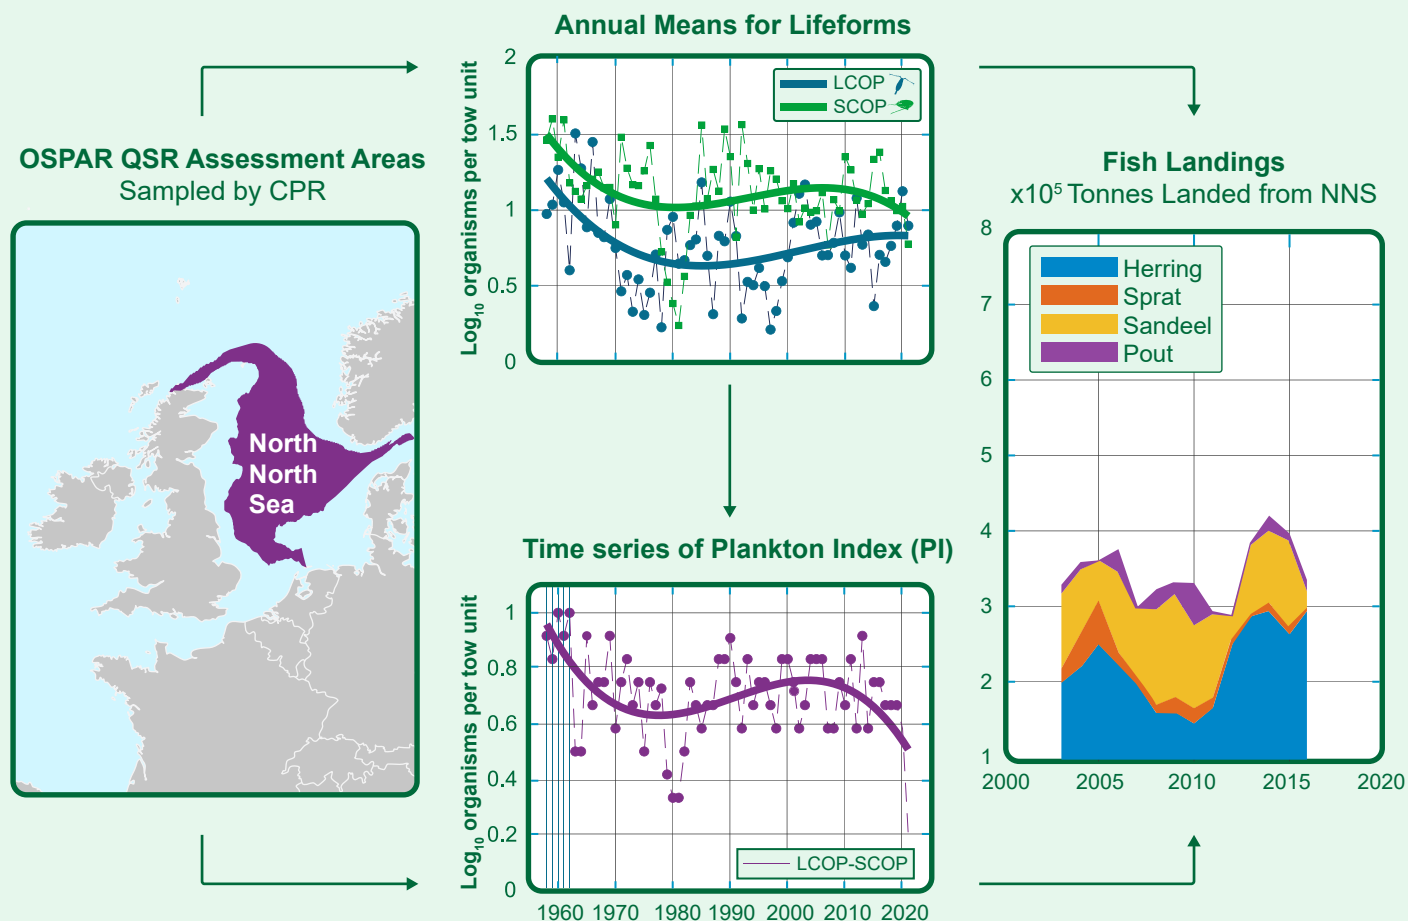 Annual Means for Lifeforms
Log₁₀ organisms per tow unit
2
1.5
1
0.5
0
LCOP
SCOP
1960 1970 1980 1990 2000 2010 2020
OSPAR QSR Assessment Areas
Sampled by CPR
North
North
Sea
Time series of Plankton Index (PI)
Log₁₀ organisms per tow unit
1
0.8
0.6
0.4
0.2
0
LCOP-SCOP
Fish Landings
x10⁵ Tonnes Landed from NNS
8
7
6
5
4
3
2
1
Herring
Sprat
Sandeel
Pout
2000 2005 2010 2015 2020